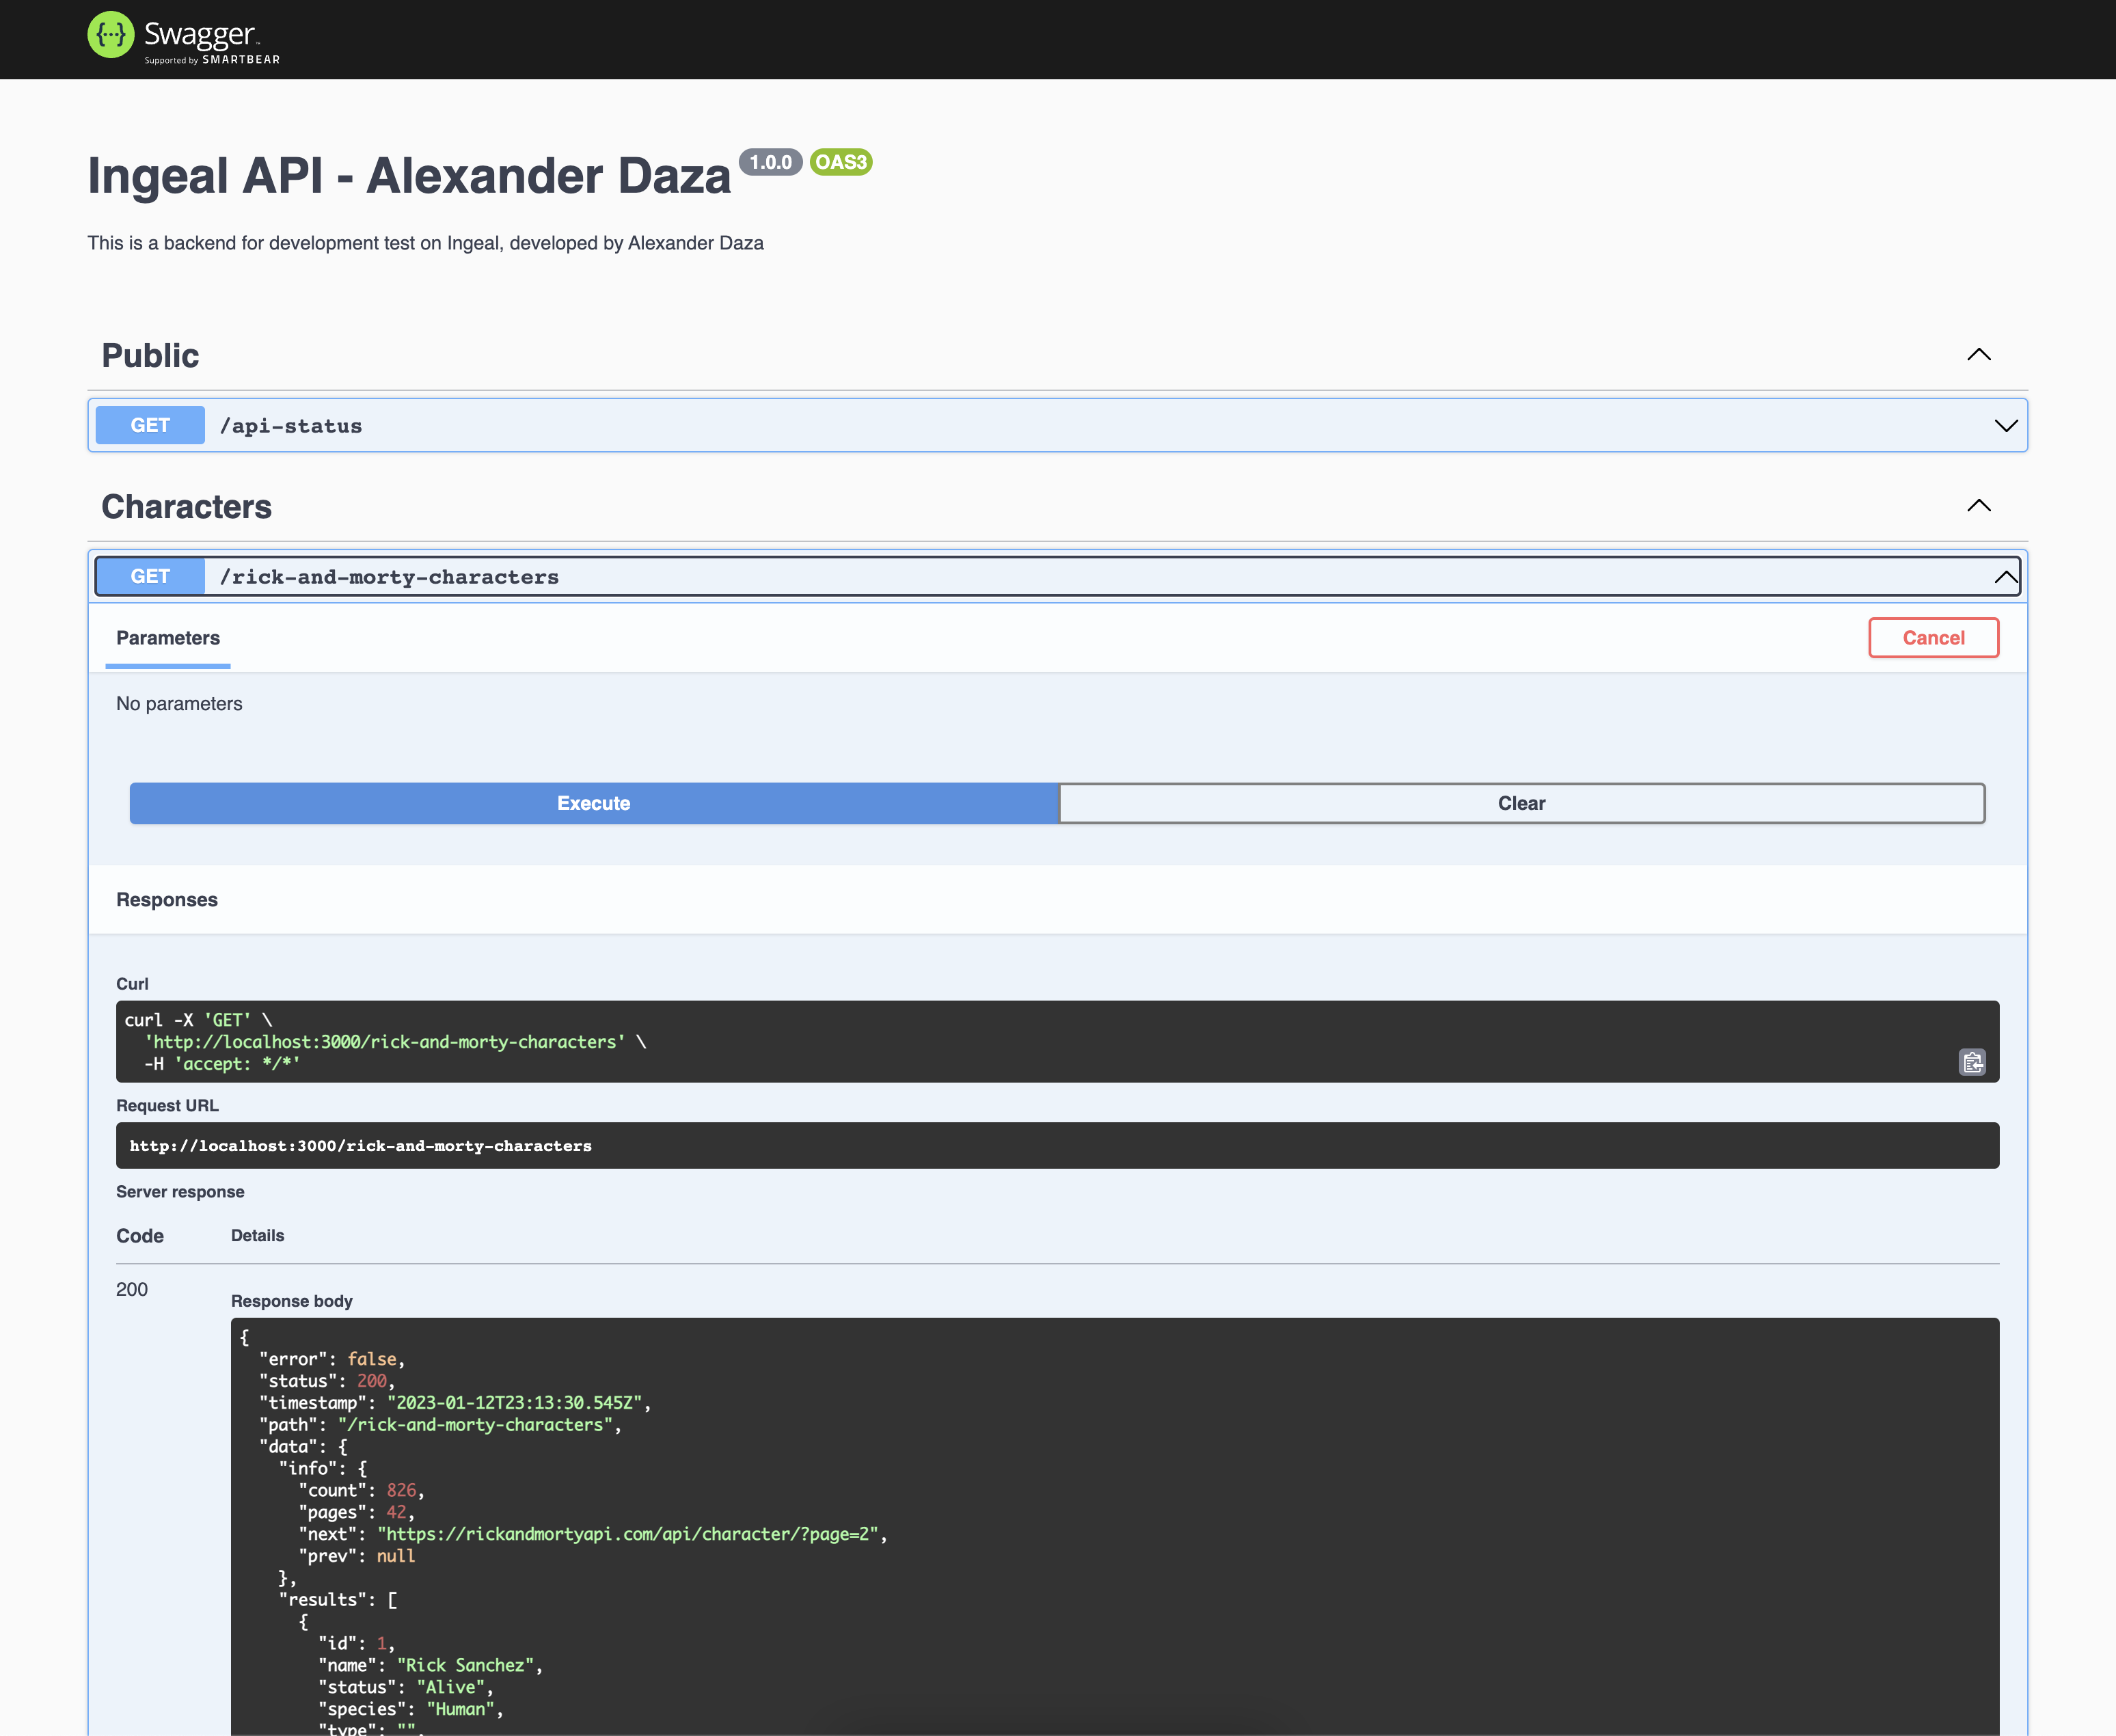 Swagger
Supported by SMARTBEAR
Ingeal API - Alexander Daza 1.0.0 OAS3
This is a backend for development test on Ingeal, developed by Alexander Daza
Public
GET /api-status
Characters
GET /rick-and-morty-characters
Parameters Cancel
No parameters
Execute Clear
Responses
Curl
curl -X 'GET' \
  'http://localhost:3000/rick-and-morty-characters' \
  -H 'accept: */*'
Request URL
http://localhost:3000/rick-and-morty-characters
Server response
Code Details
200
Response body
{
  "error": false,
  "status": 200,
  "timestamp": "2023-01-12T23:13:30.545Z",
  "path": "/rick-and-morty-characters",
  "data": {
    "info": {
      "count": 826,
      "pages": 42,
      "next": "https://rickandmortyapi.com/api/character/?page=2",
      "prev": null
    },
    "results": [
      {
        "id": 1,
        "name": "Rick Sanchez",
        "status": "Alive",
        "species": "Human",
        "type": "",